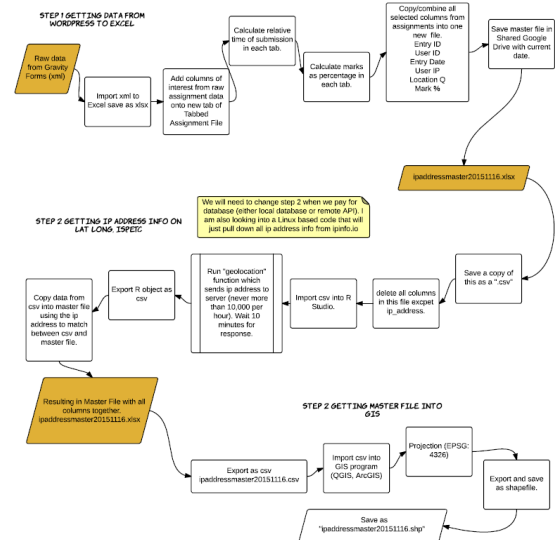 STEP 1 GETTING DATA FROM
WORDPRESS TO EXCEL
Raw data
from Gravity
Forms (xml)
Import xml to
Excel save as xlsx
Add columns of
interest from raw
assignment data
onto new tab of
Tabbed
Assignment File
Calculate relative
time of submission
in each tab.
Calculate marks
as percentage in
each tab.
Copy/combine all
selected columns from
assignments into one
new file.
Entry ID
User ID
Entry Date
User IP
Location Q
Mark %
Save master file in
Shared Google
Drive with current
date.
ipaddressmaster20151116.xlsx
We will need to change step 2 when we pay for
database (either local database or remote API). I
am also looking into a Linux based code that will
just pull down all ip address info from ipinfo.io
STEP 2 GETTING IP ADDRESS INFO ON
LAT LONG, ISPETC
Save a copy of
this as a ".csv"
delete all columns
in this file excpet
ip_address.
Import csv into R
Studio.
Run "geolocation"
function which
sends ip address to
server (never more
than 10,000 per
hour). Wait 10
minutes for
response.
Export R object as
csv
Copy data from
csv into master file
using the ip
address to match
between csv and
master file.
Resulting in Master File with all
columns together.
ipaddressmaster20151116.xlsx
STEP 2 GETTING MASTER FILE INTO
GIS
Export as csv
ipaddressmaster20151116.csv
Import csv into
GIS program
(QGIS, ArcGIS)
Projection (EPSG:
4326)
Export and save
as shapefile.
Save as
"ipaddressmaster20151116.shp"